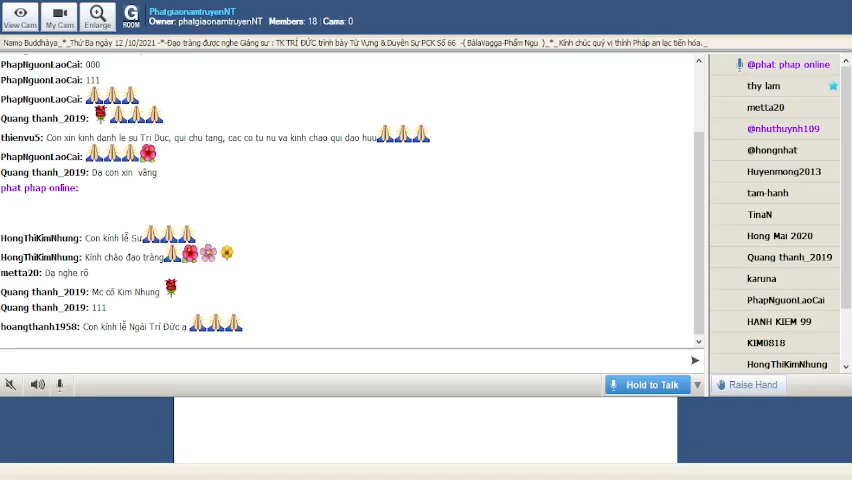 View Cam
My Cam
Enlarge
G
ROOM
PhatgiaonamtruyenNT
Owner: phatgiaonamtruyenNT Members: 18 | Cams: 0
Namo Buddhàya_*_Thứ Ba ngày 12/10/2021 -*-Đạo tràng được nghe Giảng sư : TK TRÍ ĐỨC trình bày Tứ Vựng & Duyên Sự PCK Số 66 -( BàlaVagga-Phẩm Ngu )_*_Kính chúc quý vị thính Pháp an lạc tiến hóa._
PhapNguonLaoCai: 000
PhapNguonLaoCai: 111
PhapNguonLaoCai:
Quang thanh_2019:
thienvu5: Con xin kinh danh le su Tri Duc, qui chu tang, cac co tu nu va kinh chao qui dao huu
PhapNguonLaoCai:
Quang thanh_2019: Dạ con xin vâng
phat phap online:
HongThiKimNhung: Con kính lễ Sư
HongThiKimNhung: Kính chào đạo tràng
metta20: Dạ nghe rõ
Quang thanh_2019: Mc cô Kim Nhung
Quang thanh_2019: 111
hoangthanh1958: Con kính lễ Ngài Trí Đức ạ
Hold to Talk
@phat phap online
thy lam
metta20
@nhuthuynh109
@hongnhat
Huyenmong2013
tam-hanh
TinaN
Hong Mai 2020
Quang thanh_2019
karuna
PhapNguonLaoCai
HANH KIEM 99
KIM0818
HongThiKimNhung
Raise Hand